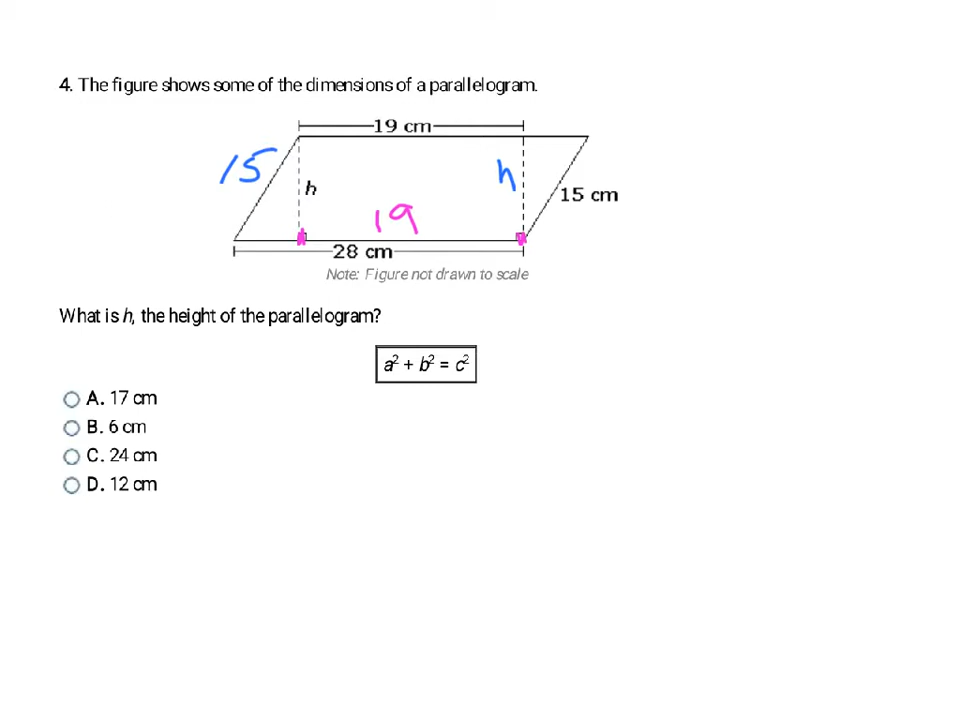 4. The figure shows some of the dimensions of a parallelogram.
19 cm
15
h
h
15 cm
19
28 cm
Note: Figure not drawn to scale
What is h, the height of the parallelogram?
a² + b² = c²
A. 17 cm
B. 6 cm
C. 24 cm
D. 12 cm